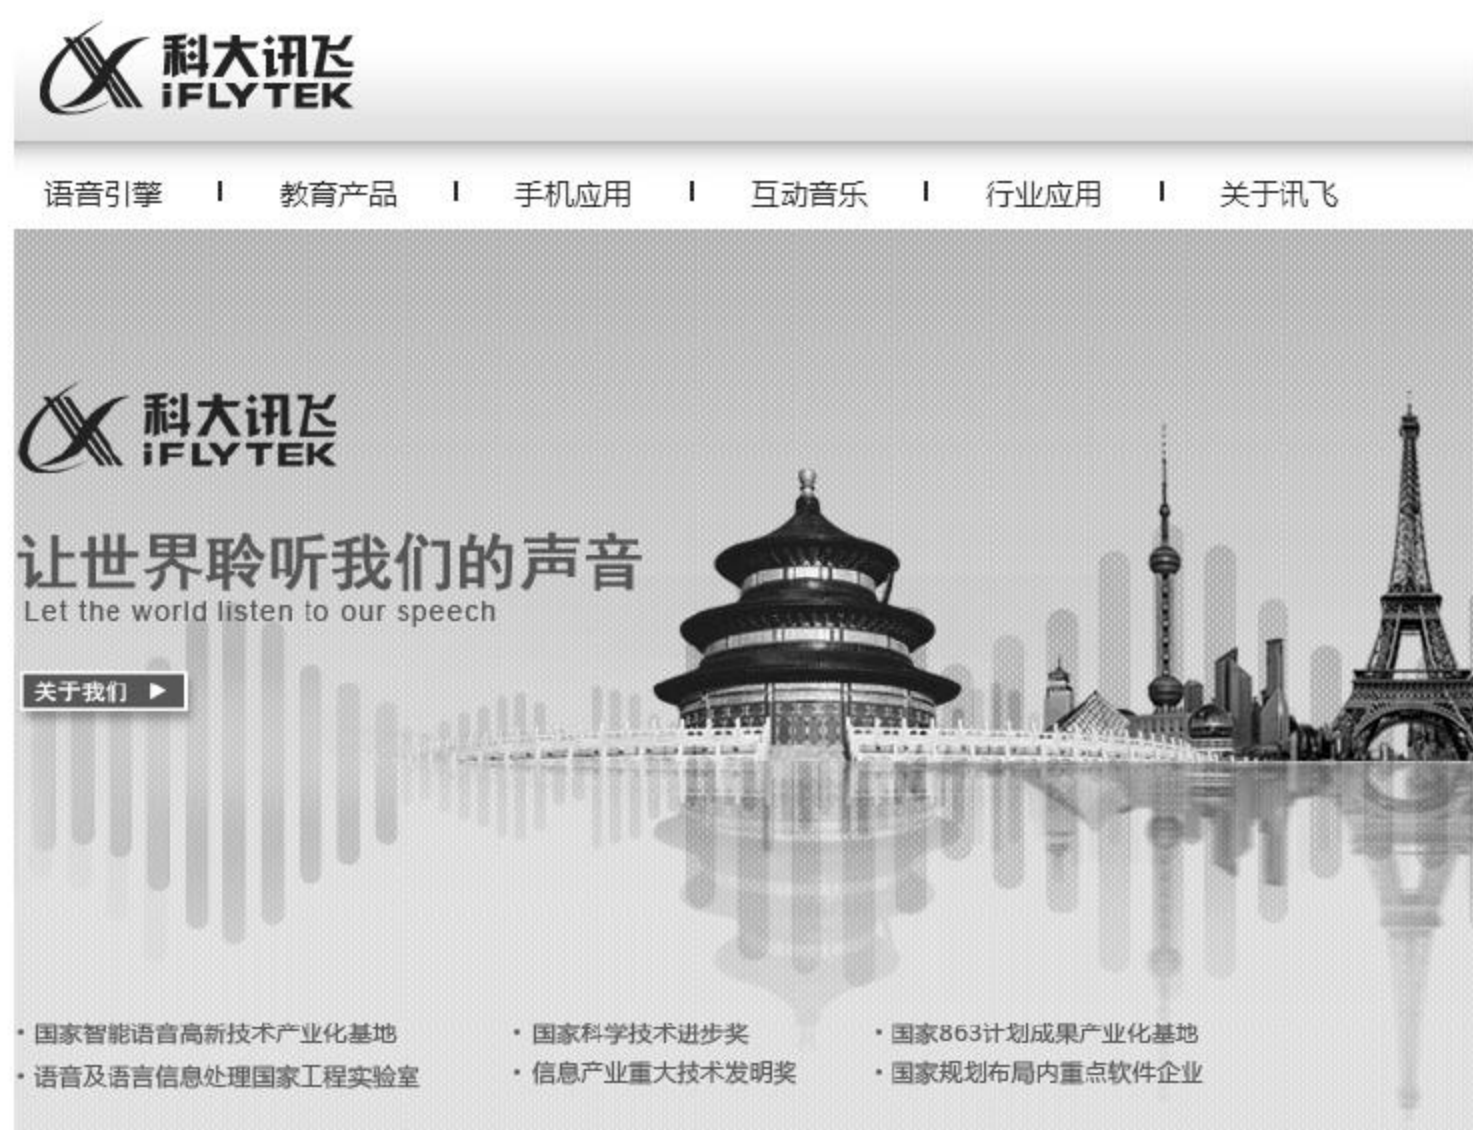 科大讯飞
iFLYTEK
语音引擎 教育产品 手机应用 互动音乐 行业应用 关于讯飞
科大讯飞
iFLYTEK
让世界聆听我们的声音
Let the world listen to our speech
关于我们
· 国家智能语音高新技术产业化基地 · 国家科学技术进步奖 · 国家863计划成果产业化基地
· 语音及语言信息处理国家工程实验室 · 信息产业重大技术发明奖 · 国家规划布局内重点软件企业